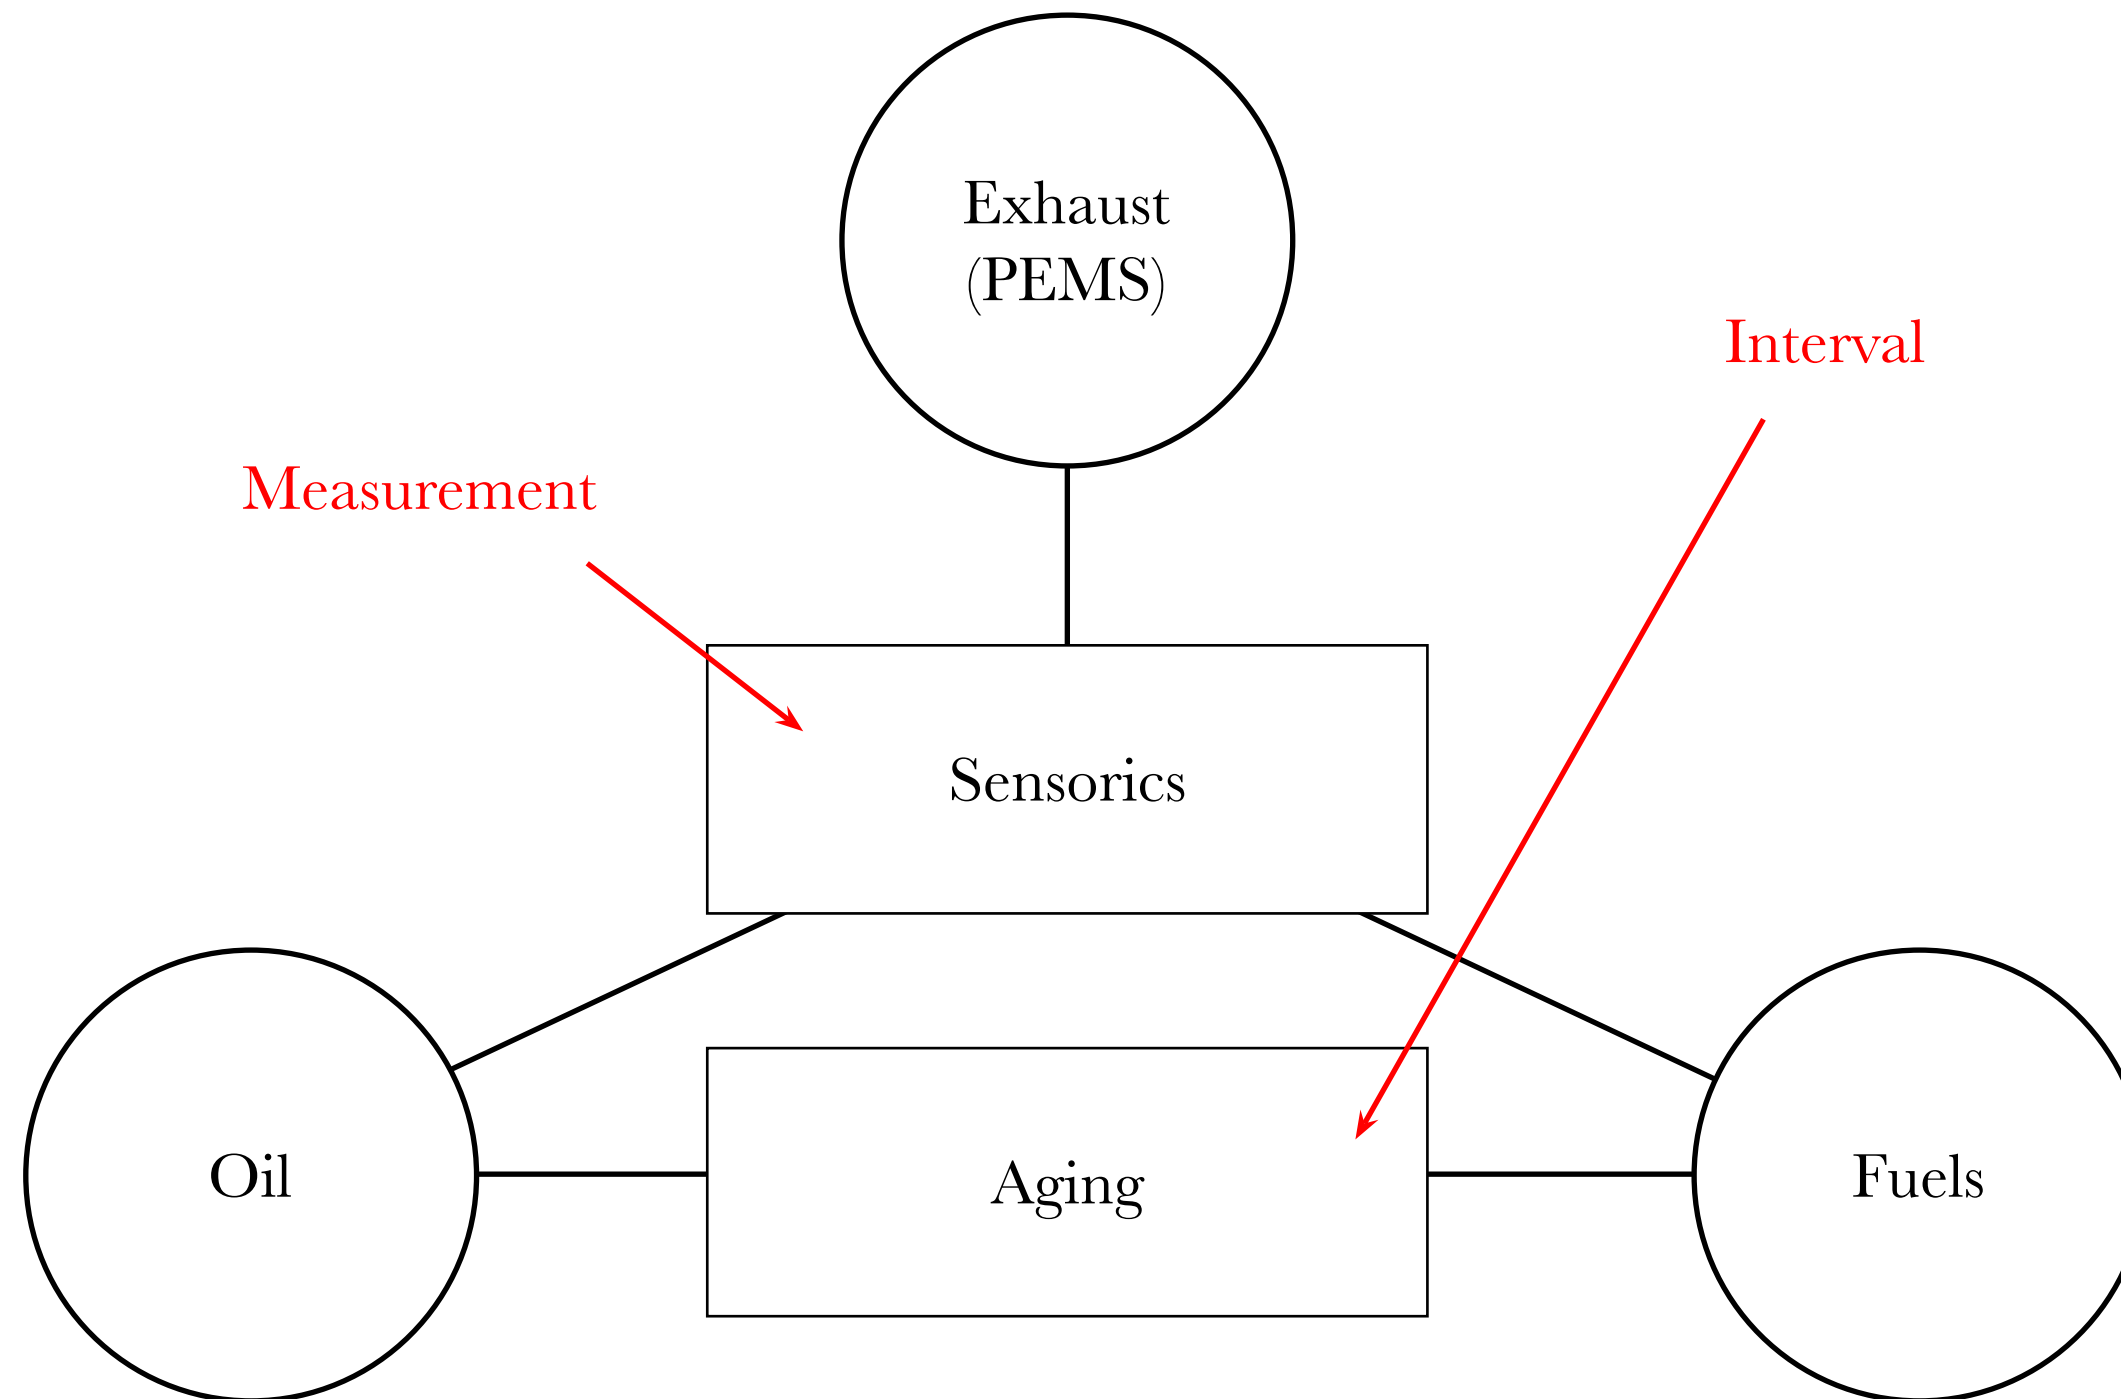 Exhaust
(PEMS)
Interval
Measurement
Sensorics
Oil
Aging
Fuels